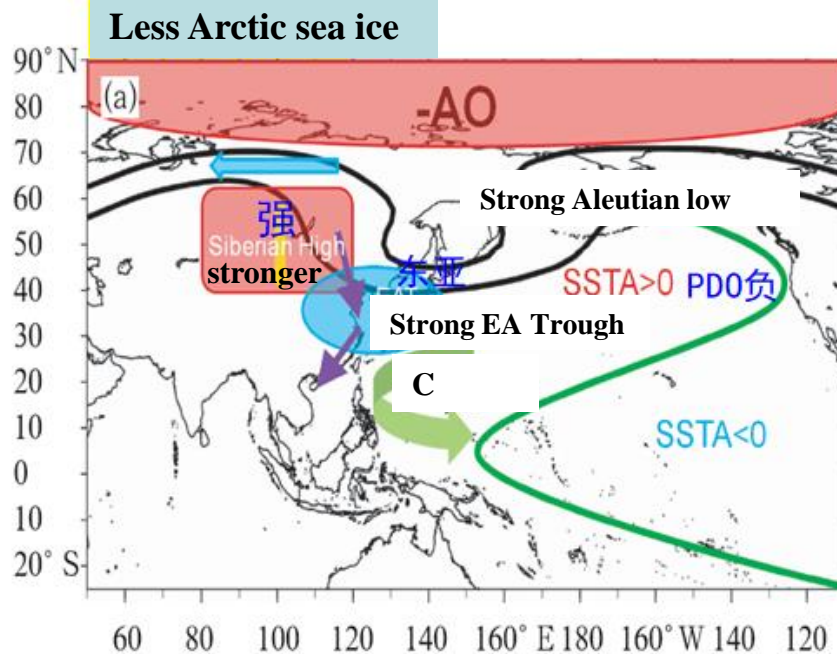 Less Arctic sea ice
90°N
(a)
-AO
80
70
60
Strong Aleutian low
强
50
Siberian High
stronger
东亚
SSTA>0
PDO负
40
30
Strong EA Trough
20
C
10
SSTA<0
0
10
20°S
60 80 100 120 140 160°E 180 160°W 140 120